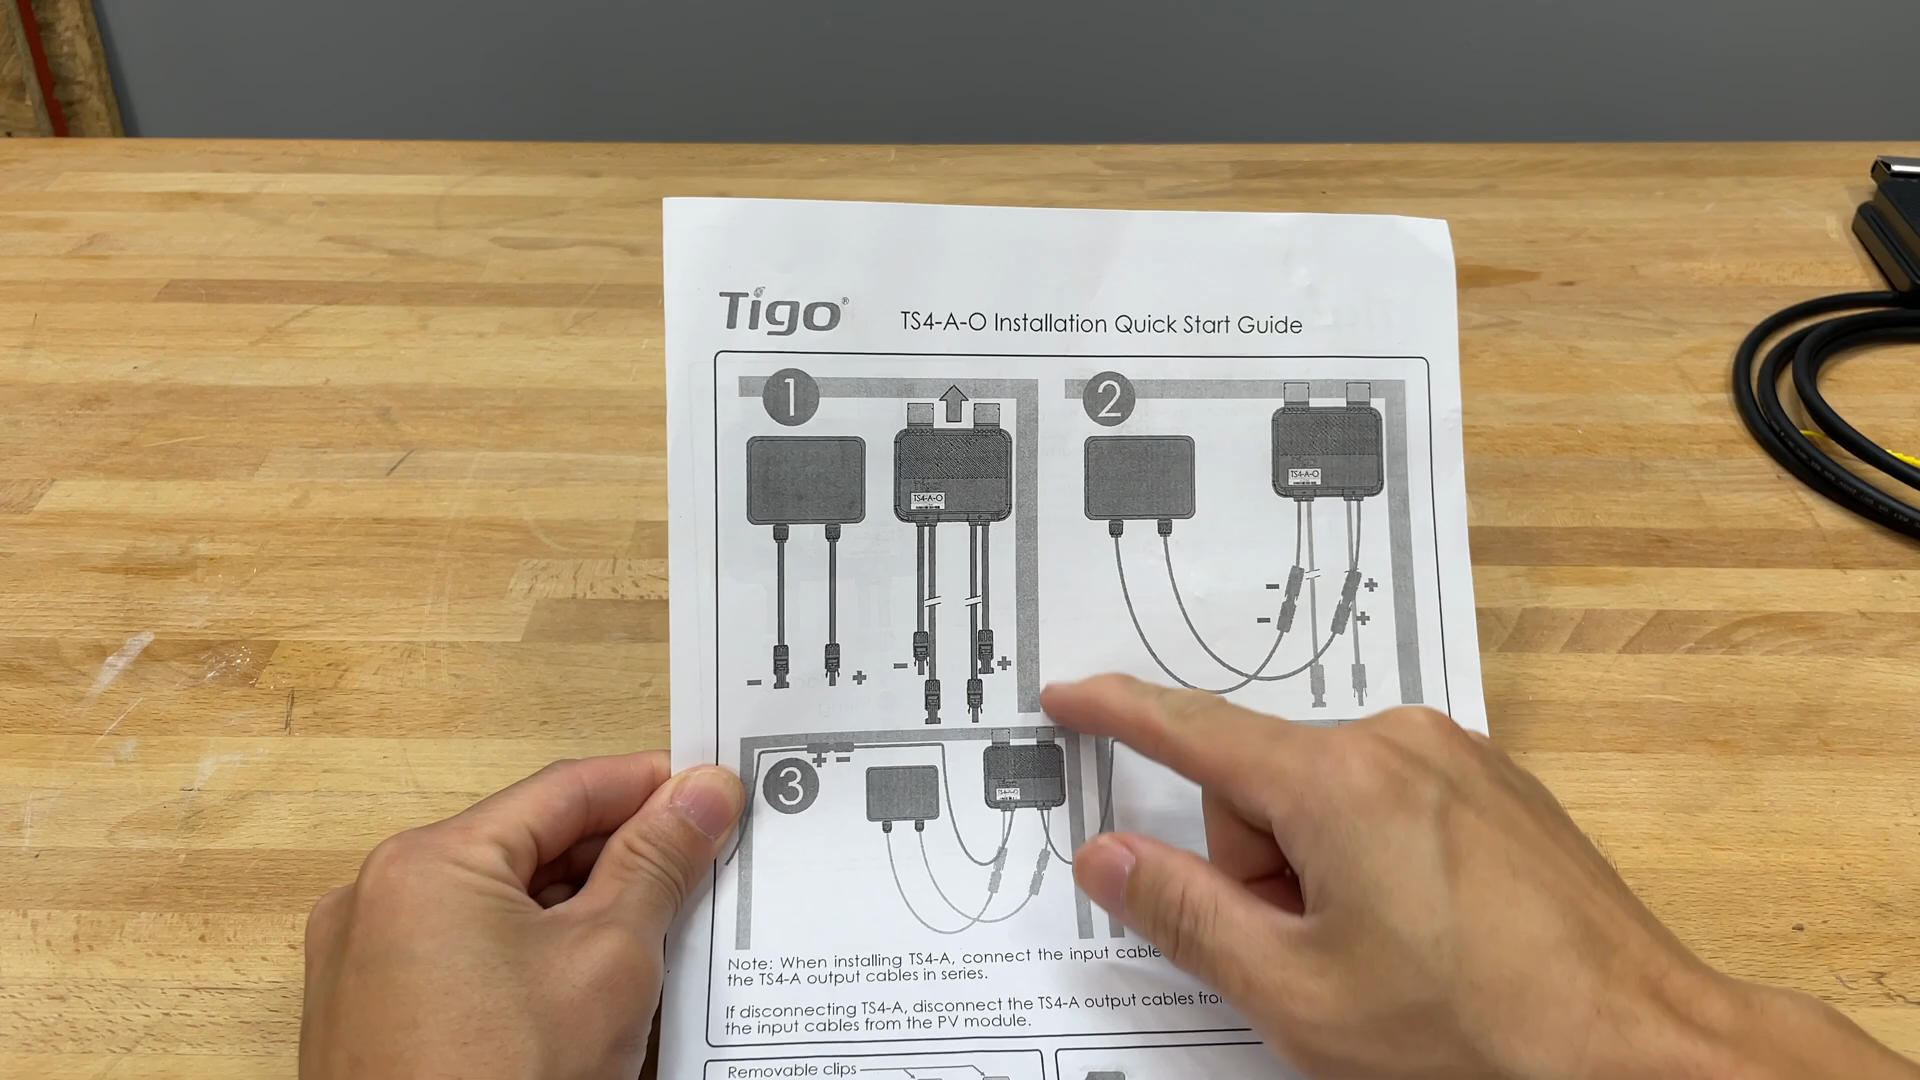 Tigo®
TS4-A-O Installation Quick Start Guide
1
2
TS4-A-O
TS4-A-O
- + - +
- +
- +
+ -
3
TS4-A-O
Note: When installing TS4-A, connect the input cable
the TS4-A output cables in series.
If disconnecting TS4-A, disconnect the TS4-A output cables
the input cables from the PV module.
Removable clips